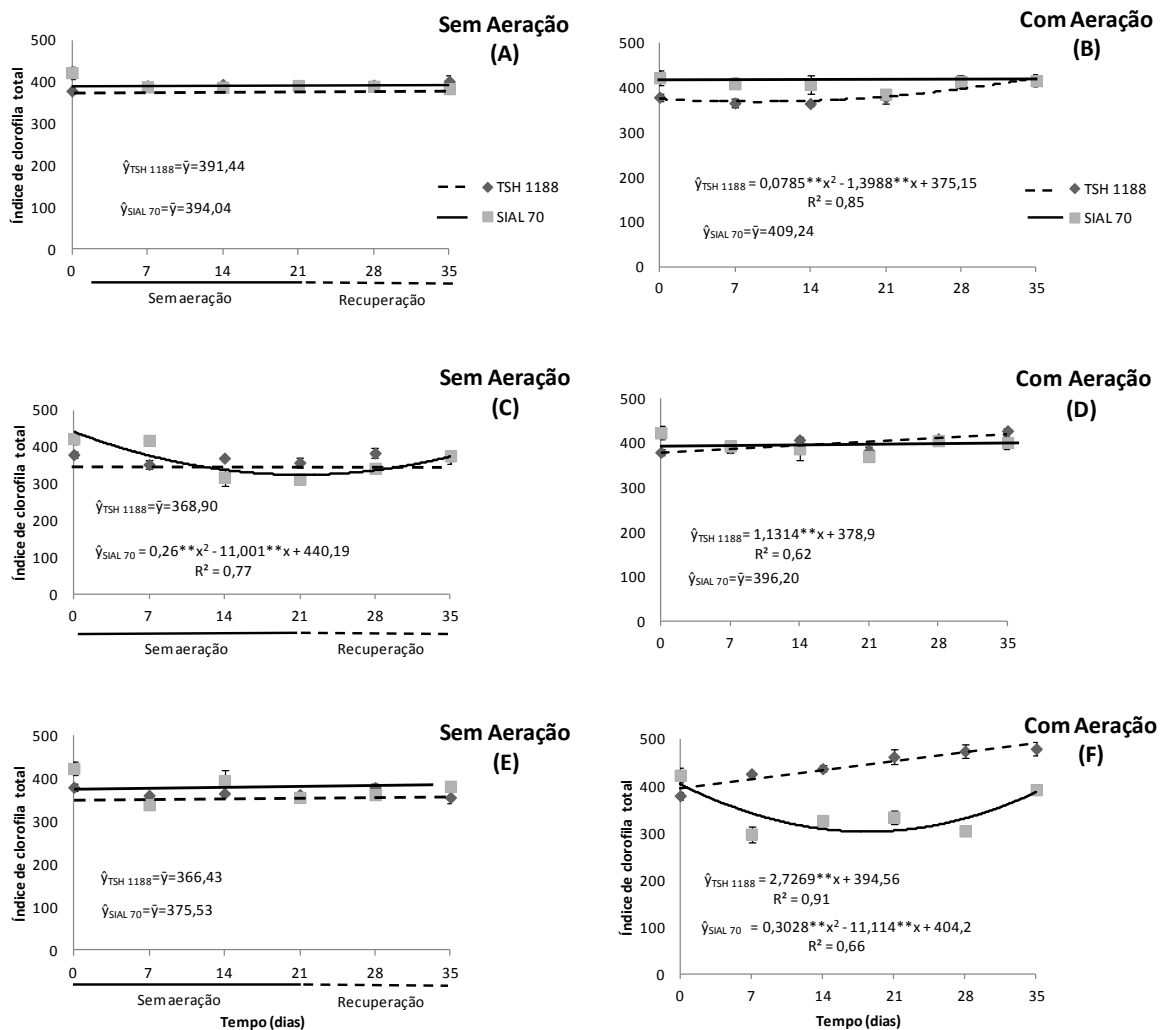 Sem Aeração
(A)
Índice de clorofila total
500
400
300
200
100
0
ŷTSH 1188=ȳ=391,44
ŷSIAL 70=ȳ=394,04
TSH 1188
SIAL 70
0 7 14 21 28 35
Sem aeração Recuperação
Com Aeração
(B)
500
400
300
200
100
0
ŷTSH 1188 = 0,0785**x² - 1,3988**x + 375,15
R² = 0,85
ŷSIAL 70=ȳ=409,24
TSH 1188
SIAL 70
0 7 14 21 28 35
Sem Aeração
(C)
Índice de clorofila total
500
400
300
200
100
0
ŷTSH 1188=ȳ=368,90
ŷSIAL 70 = 0,26**x² - 11,001**x + 440,19
R² = 0,77
0 7 14 21 28 35
Sem aeração Recuperação
Com Aeração
(D)
500
400
300
200
100
0
ŷTSH 1188= 1,1314**x + 378,9
R² = 0,62
ŷSIAL 70=ȳ=396,20
0 7 14 21 28 35
Sem Aeração
(E)
Índice de clorofila total
500
400
300
200
100
0
ŷTSH 1188=ȳ=366,43
ŷSIAL 70=ȳ=375,53
0 7 14 21 28 35
Sem aeração Recuperação
Tempo (dias)
Com Aeração
(F)
Índice de clorofila total
500
400
300
200
100
0
ŷTSH 1188 = 2,7269**x + 394,56
R² = 0,91
ŷSIAL 70 = 0,3028**x² - 11,114**x + 404,2
R² = 0,66
0 7 14 21 28 35
Tempo (dias)